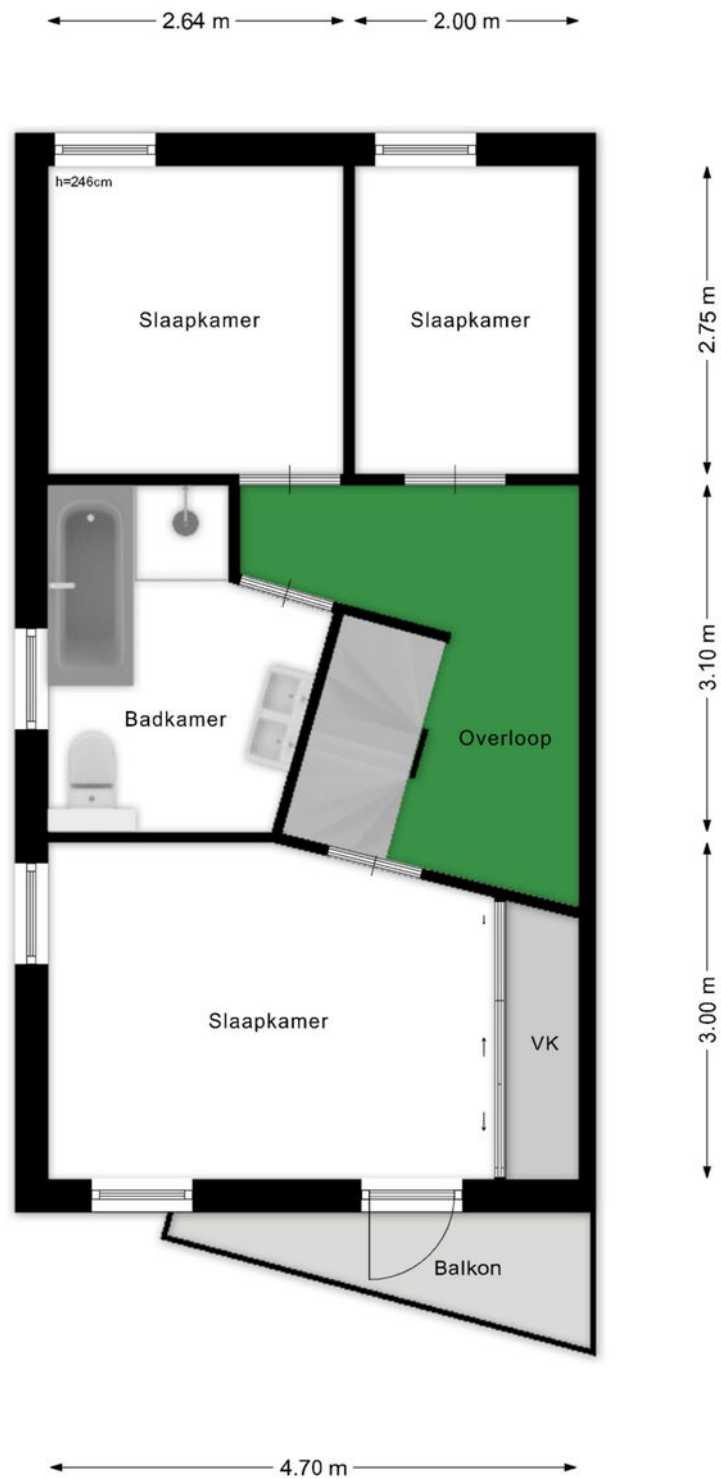 2.64 m
2.00 m
h=246cm
Slaapkamer
Slaapkamer
2.75 m
Badkamer
Overloop
3.10 m
Slaapkamer
VK
3.00 m
Balkon
4.70 m